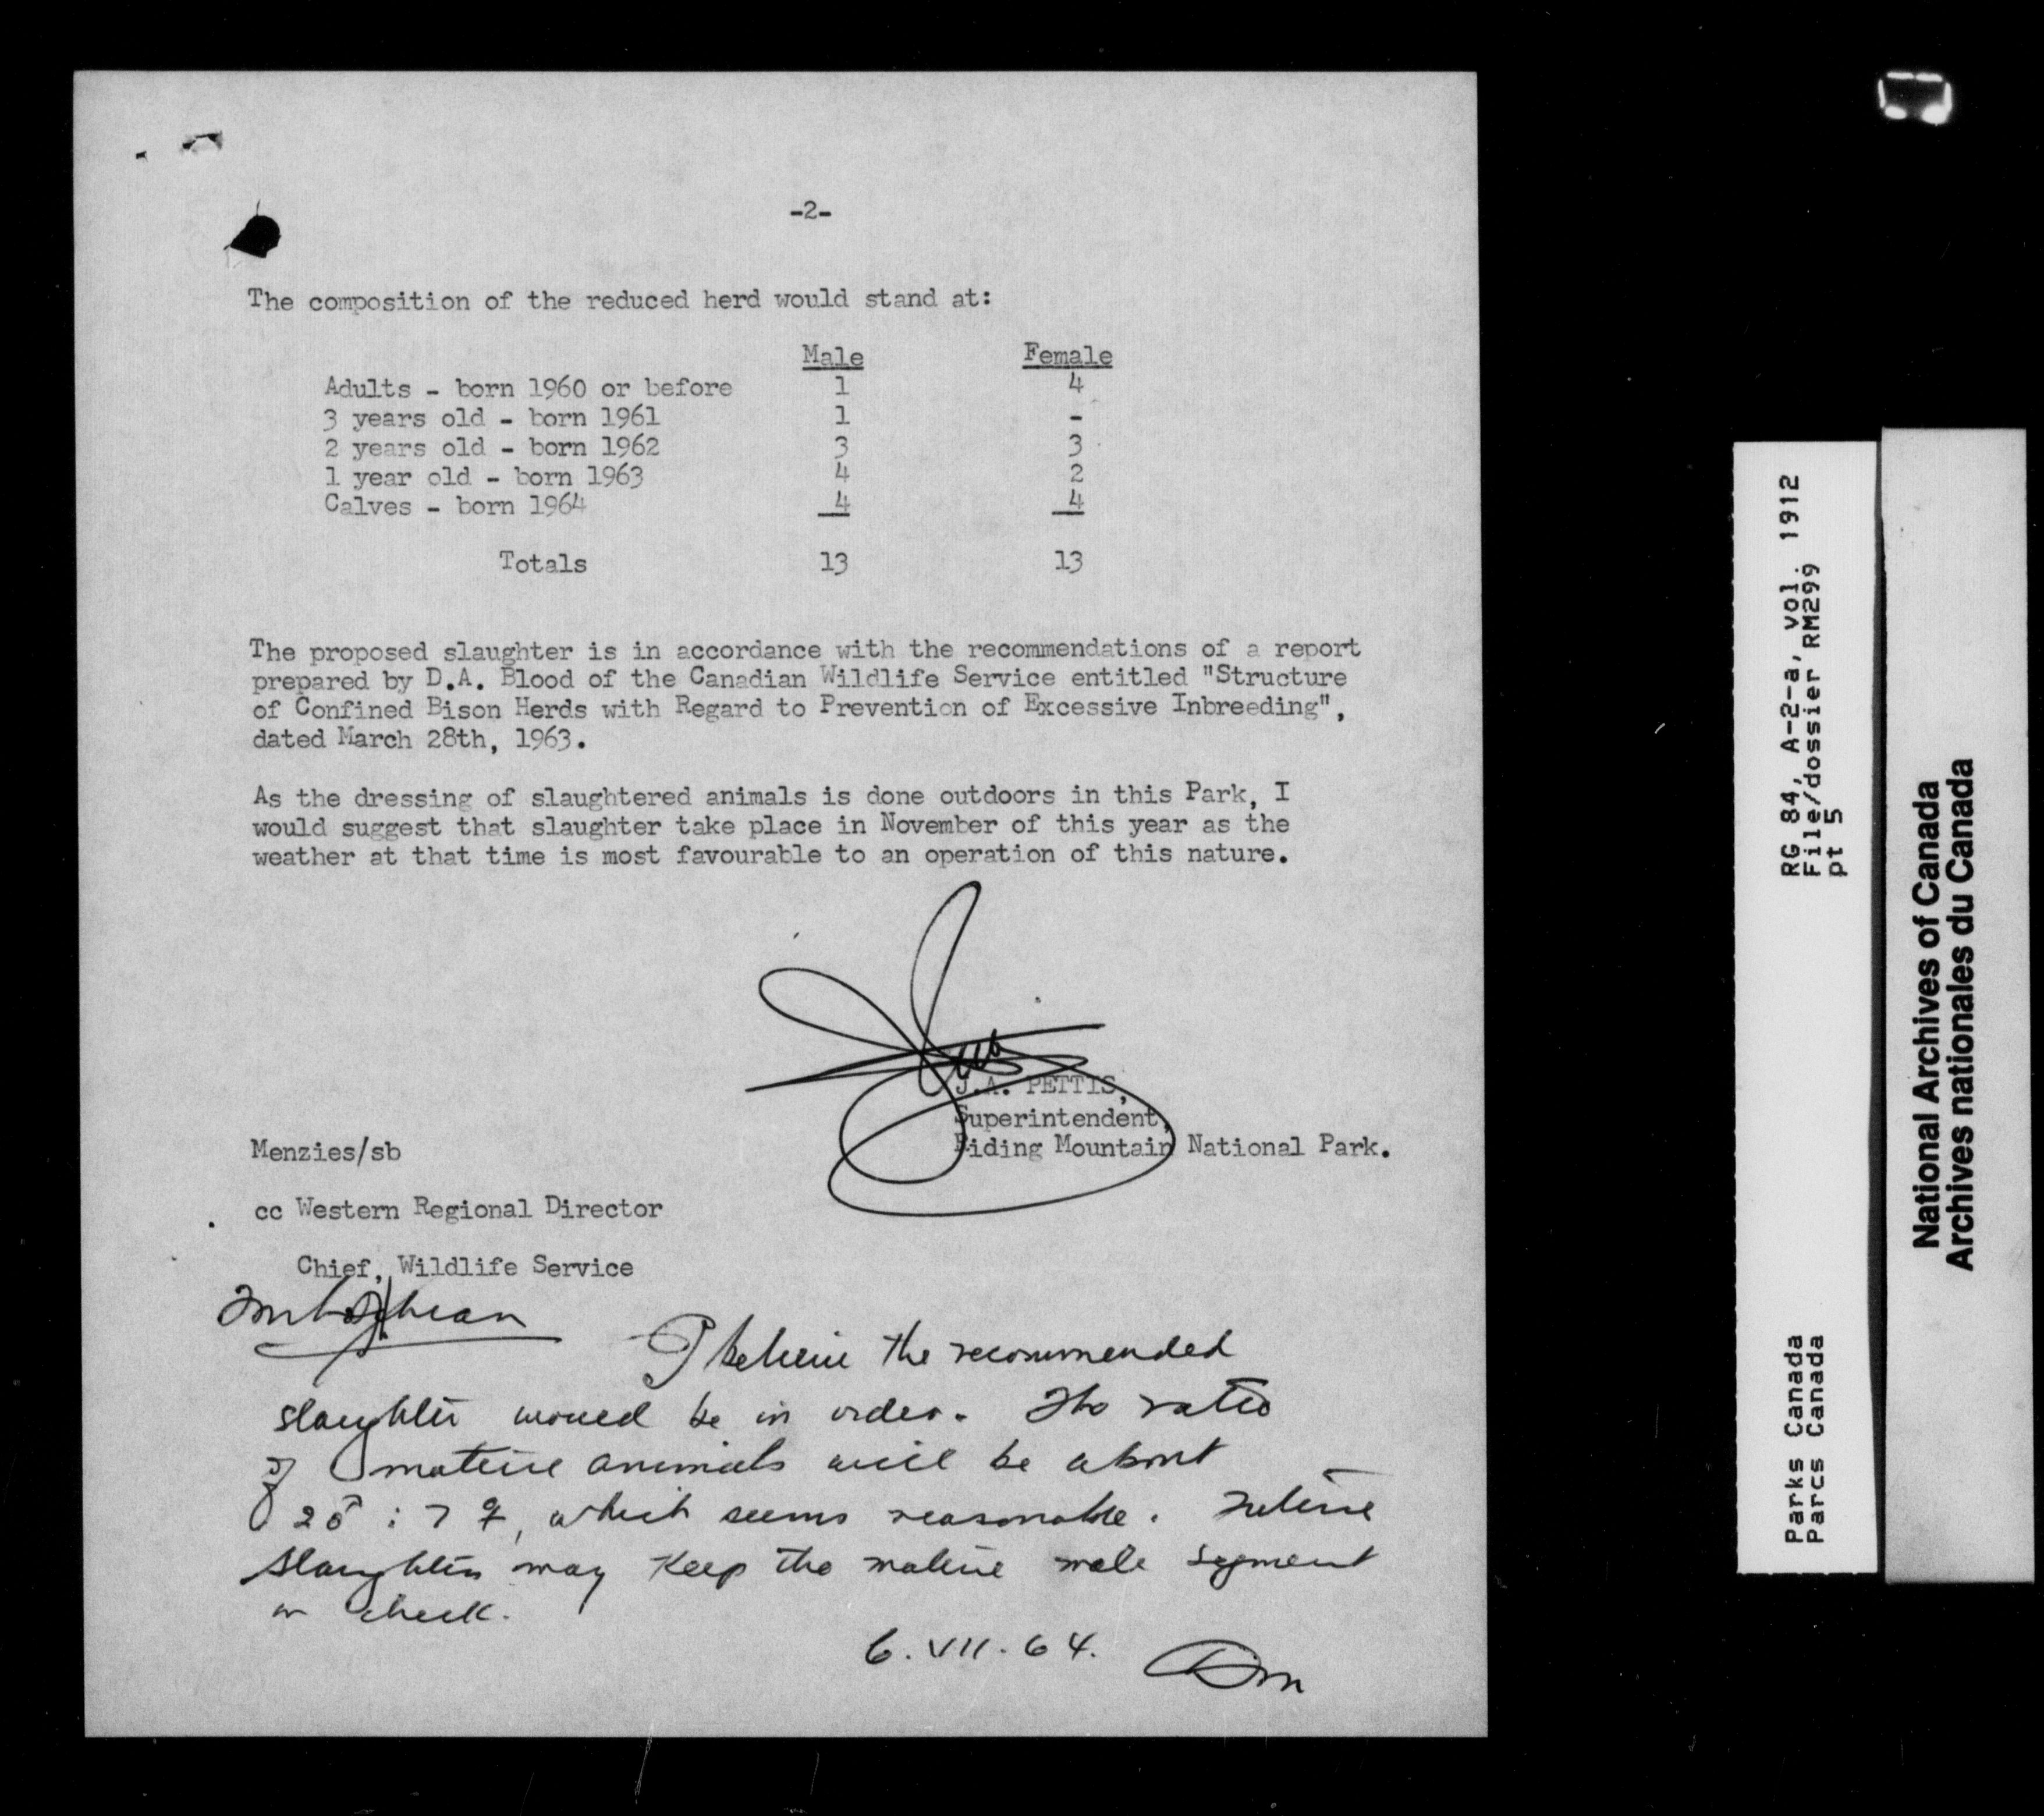 -2-
The composition of the reduced herd would stand at:
Male Female
Adults - born 1960 or before 1 4
3 years old - born 1961 1 -
2 years old - born 1962 3 3
1 year old - born 1963 4 2
Calves - born 1964 4 4
Totals 13 13
The proposed slaughter is in accordance with the recommendations of a report
prepared by D.A. Blood of the Canadian Wildlife Service entitled "Structure
of Confined Bison Herds with Regard to Prevention of Excessive Inbreeding",
dated March 28th, 1963.
As the dressing of slaughtered animals is done outdoors in this Park, I
would suggest that slaughter take place in November of this year as the
weather at that time is most favourable to an operation of this nature.
J.A. PETTIS,
Superintendent,
Riding Mountain National Park.
Menzies/sb
cc Western Regional Director
Chief, Wildlife Service
I believe the recommended
slaughter would be in order. The ratio
of mature animals will be about
2♂ : 7♀, which seems reasonable. Future
slaughter may keep the mature male segment
in check.
6.VII.64.
RG 84, A-2-a, vol. 1912
File/dossier RM299
pt 5
Parks Canada
Parcs Canada
National Archives of Canada
Archives nationales du Canada